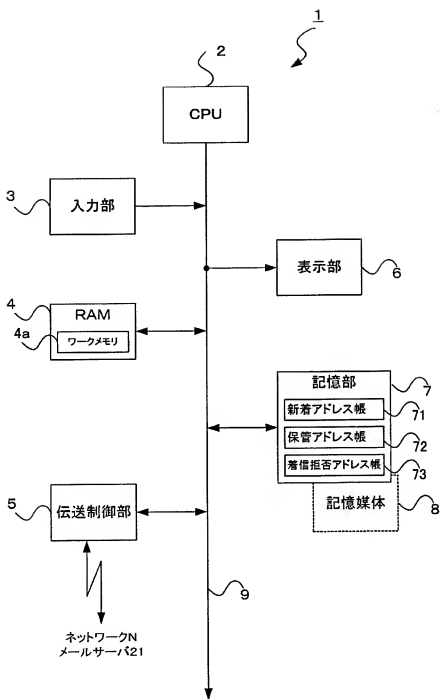 1
2
CPU
3
入力部
表示部
6
4
RAM
4a
ワークメモリ
記憶部
7
新着アドレス帳
71
保管アドレス帳
72
着信拒否アドレス帳
73
記憶媒体
8
5
伝送制御部
9
ネットワークN
メールサーバ21